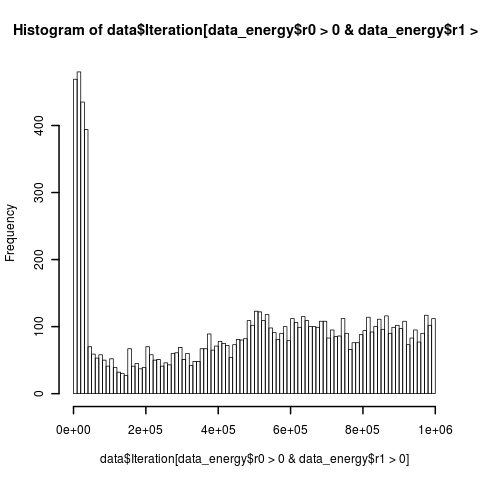 Histogram of data$Iteration[data_energy$r0 > 0 & data_energy$r1 >
Frequency
400
300
200
100
0
0e+00 2e+05 4e+05 6e+05 8e+05 1e+06
data$Iteration[data_energy$r0 > 0 & data_energy$r1 > 0]